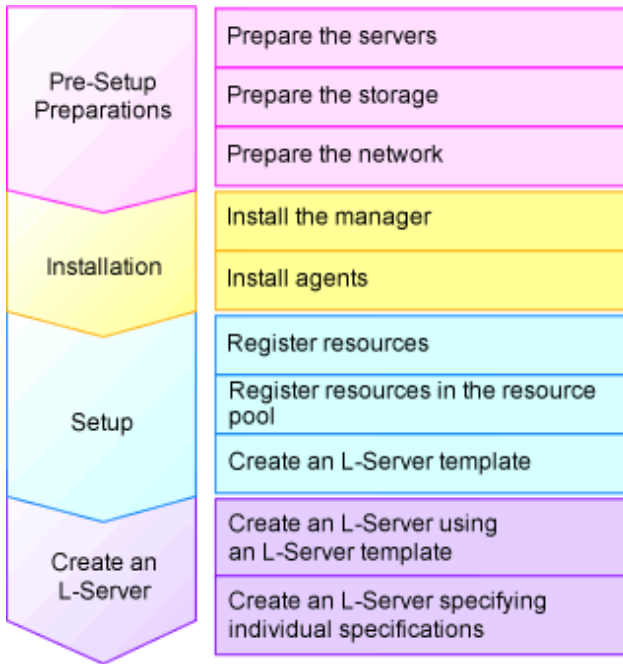 Pre-Setup
Preparations
Prepare the servers
Prepare the storage
Prepare the network
Installation
Install the manager
Install agents
Setup
Register resources
Register resources in the resource
pool
Create an L-Server template
Create an
L-Server
Create an L-Server using
an L-Server template
Create an L-Server specifying
individual specifications